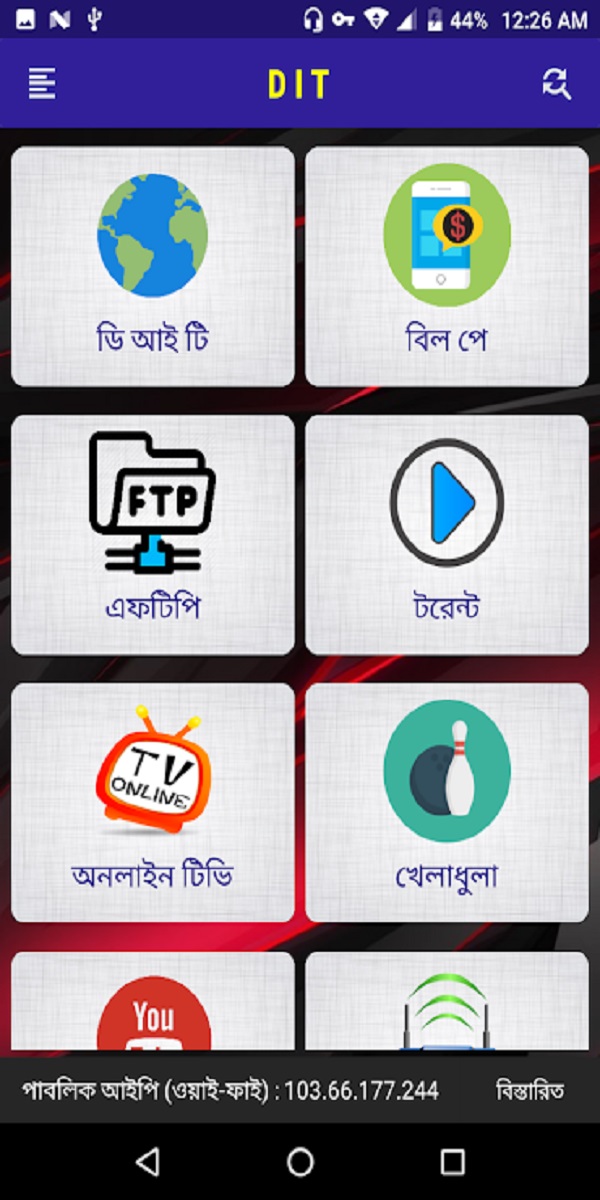 44% 12:26 AM
DIT
ডি আই টি
বিল পে
FTP
এফটিপি
টরেন্ট
TV
ONLINE
অনলাইন টিভি
খেলাধুলা
You
পাবলিক আইপি (ওয়াই-ফাই) : 103.66.177.244
বিস্তারিত